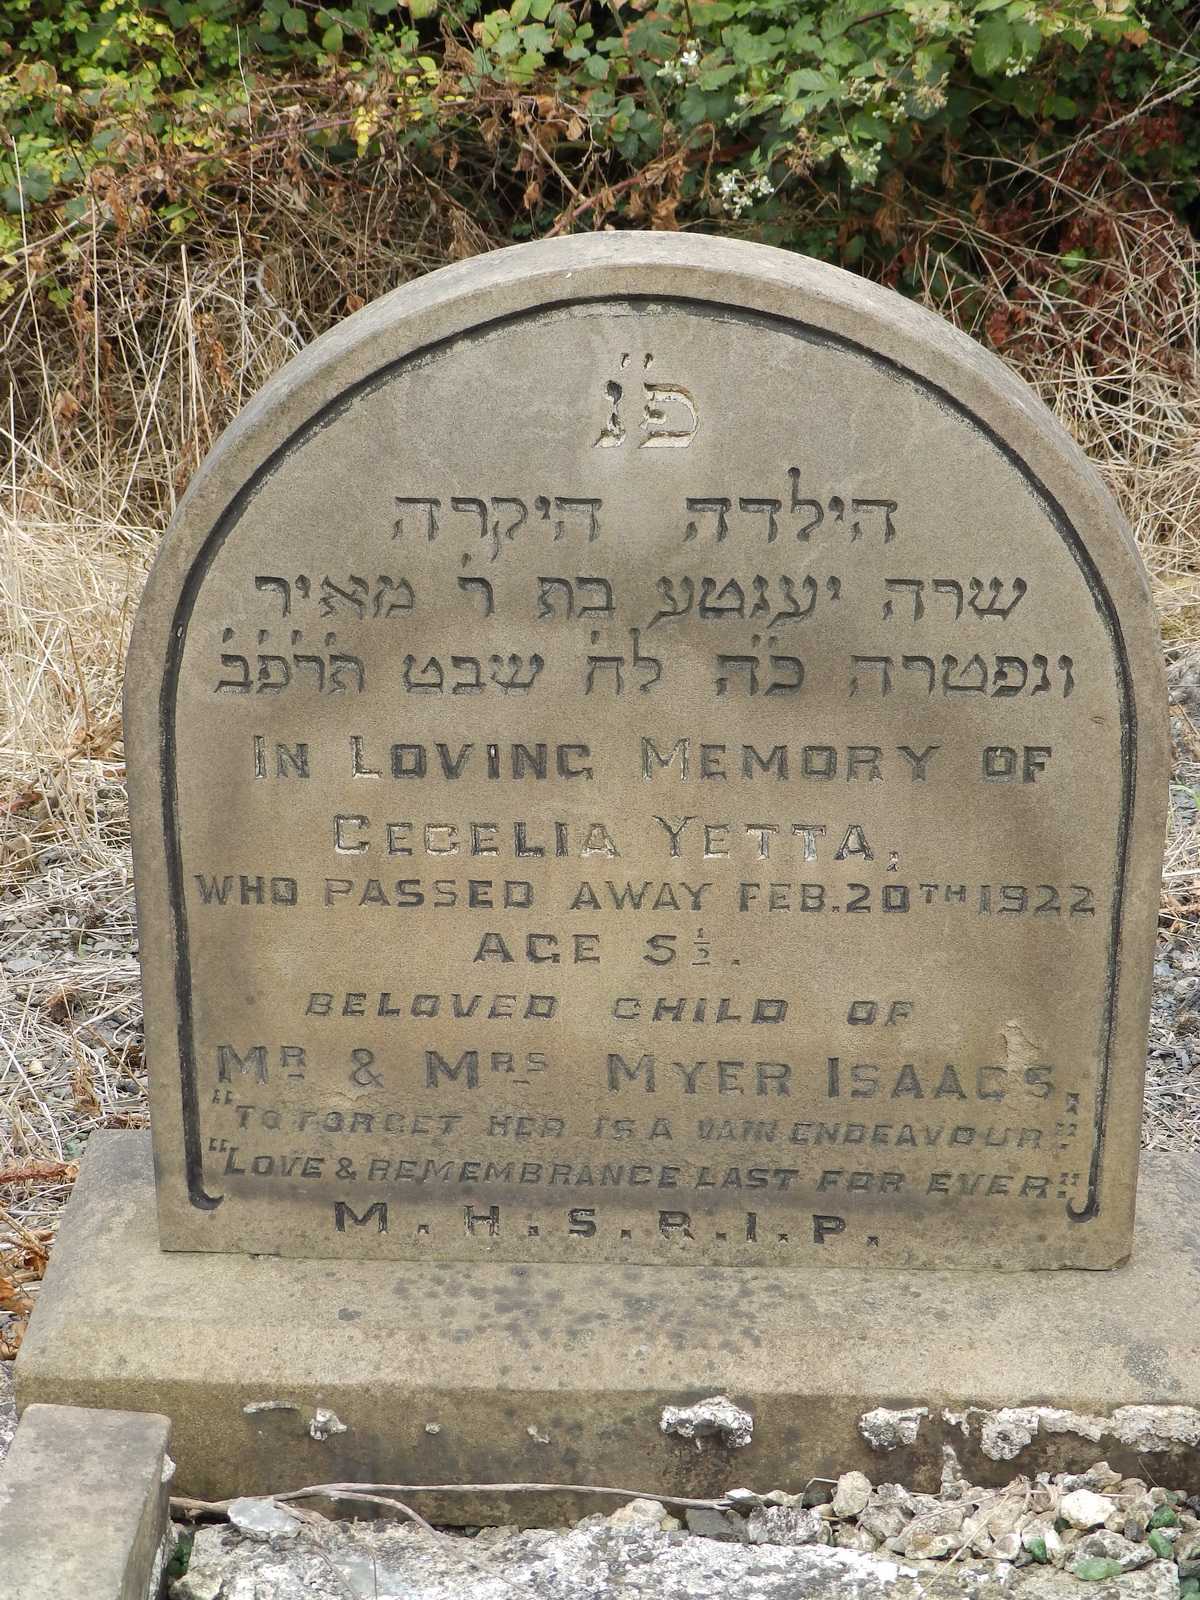 פ״נ
הילדה היקרה
שרה יענטע בת ר' מאיר
ונפטרה כ״ה לח' שבט ת'ר'פ'ב'
IN LOVING MEMORY OF
CECELIA YETTA,
WHO PASSED AWAY FEB. 20TH 1922
AGE 5½.
BELOVED CHILD OF
MR & MRS MYER ISAACS,
"TO FORGET HER IS A VAIN ENDEAVOUR"
"LOVE & REMEMBRANCE LAST FOR EVER."
M.H.S.R.I.P.